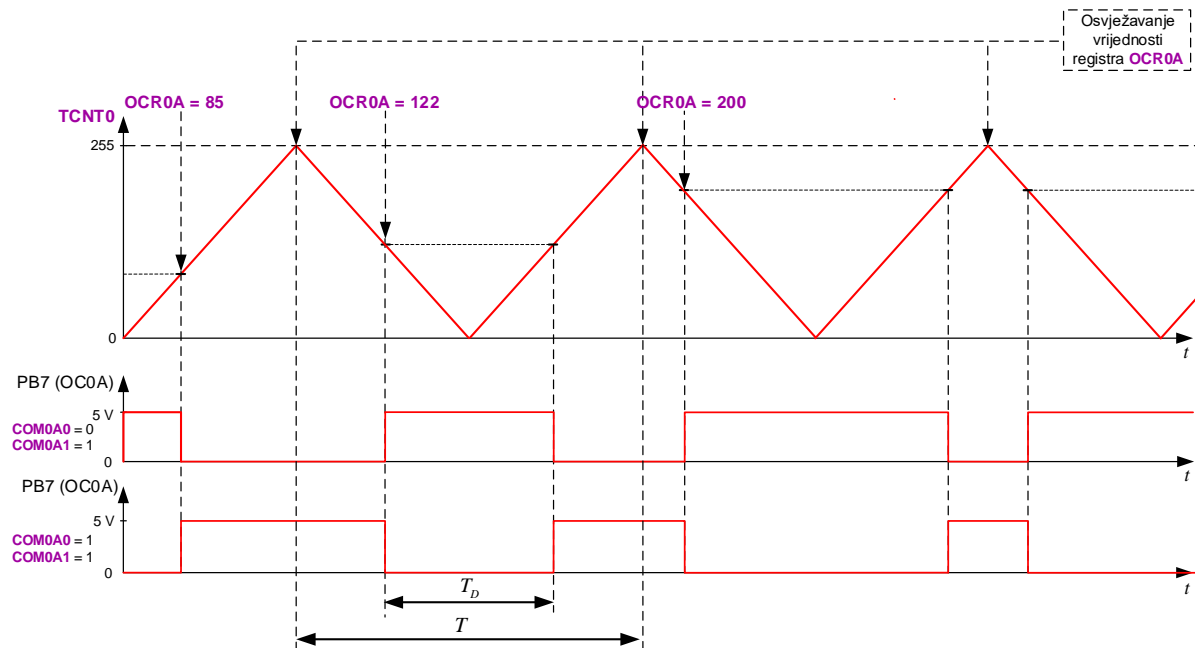 Osvježavanje
vrijednosti
registra OCR0A
OCR0A = 85
OCR0A = 122
OCR0A = 200
TCNT0
255
0
t
PB7 (OC0A)
5 V
COM0A0 = 0
COM0A1 = 1
0
t
PB7 (OC0A)
5 V
COM0A0 = 1
COM0A1 = 1
0
t
T_D
T